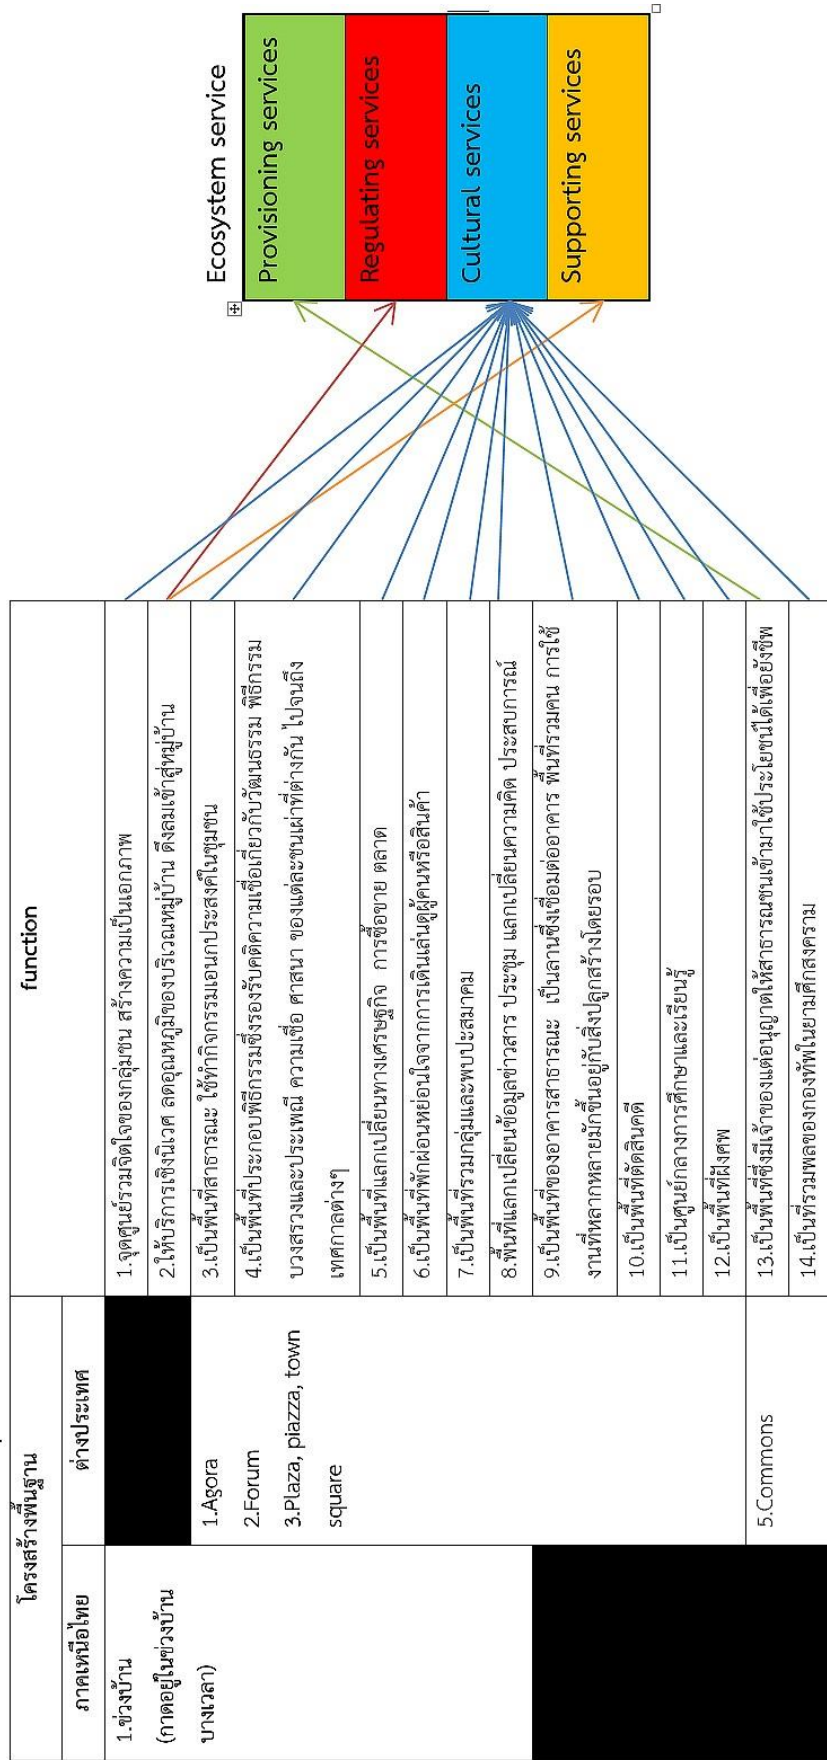 โครงสร้างพื้นฐาน
function
ภาคเหนือไทย
ต่างประเทศ
1.ข่วงบ้าน
(กาดอยู่ในข่วงบ้าน
บางเวลา)
1.Agora
2.Forum
3.Plaza, piazza, town
square
5.Commons
1.จุดศูนย์รวมจิตใจของกลุ่มชน สร้างความเป็นเอกภาพ
2.ให้บริการเชิงนิเวศ ลดอุณหภูมิของบริเวณหมู่บ้าน ดึงลมเข้าสู่หมู่บ้าน
3.เป็นพื้นที่สาธารณะ ใช้ทำกิจกรรมเอนกประสงค์ในชุมชน
4.เป็นพื้นที่ประกอบพิธีกรรมซึ่งรองรับคติความเชื่อเกี่ยวกับวัฒนธรรม พิธีกรรม
บวงสรวงและประเพณี ความเชื่อ ศาสนา ของแต่ละชนเผ่าที่ต่างกัน ไปจนถึง
เทศกาลต่างๆ
5.เป็นพื้นที่แลกเปลี่ยนทางเศรษฐกิจ การซื้อขาย ตลาด
6.เป็นพื้นที่พักผ่อนหย่อนใจจากการเดินเล่นดูผู้คนหรือสินค้า
7.เป็นพื้นที่รวมกลุ่มและพบปะสมาคม
8.พื้นที่แลกเปลี่ยนข้อมูลข่าวสาร ประชุม แลกเปลี่ยนความคิด ประสบการณ์
9.เป็นพื้นที่ของอาคารสาธารณะ เป็นลานซึ่งเชื่อมต่ออาคาร พื้นที่รวมคน การใช้
งานที่หลากหลายมักขึ้นอยู่กับสิ่งปลูกสร้างโดยรอบ
10.เป็นพื้นที่ตัดสินคดี
11.เป็นศูนย์กลางการศึกษาและเรียนรู้
12.เป็นพื้นที่ฝังศพ
13.เป็นพื้นที่ซึ่งมีเจ้าของแต่อนุญาตให้สาธารณชนเข้ามาใช้ประโยชน์ได้เพื่อยังชีพ
14.เป็นที่รวมพลของกองทัพในยามศึกสงคราม
Ecosystem service
Provisioning services
Regulating services
Cultural services
Supporting services